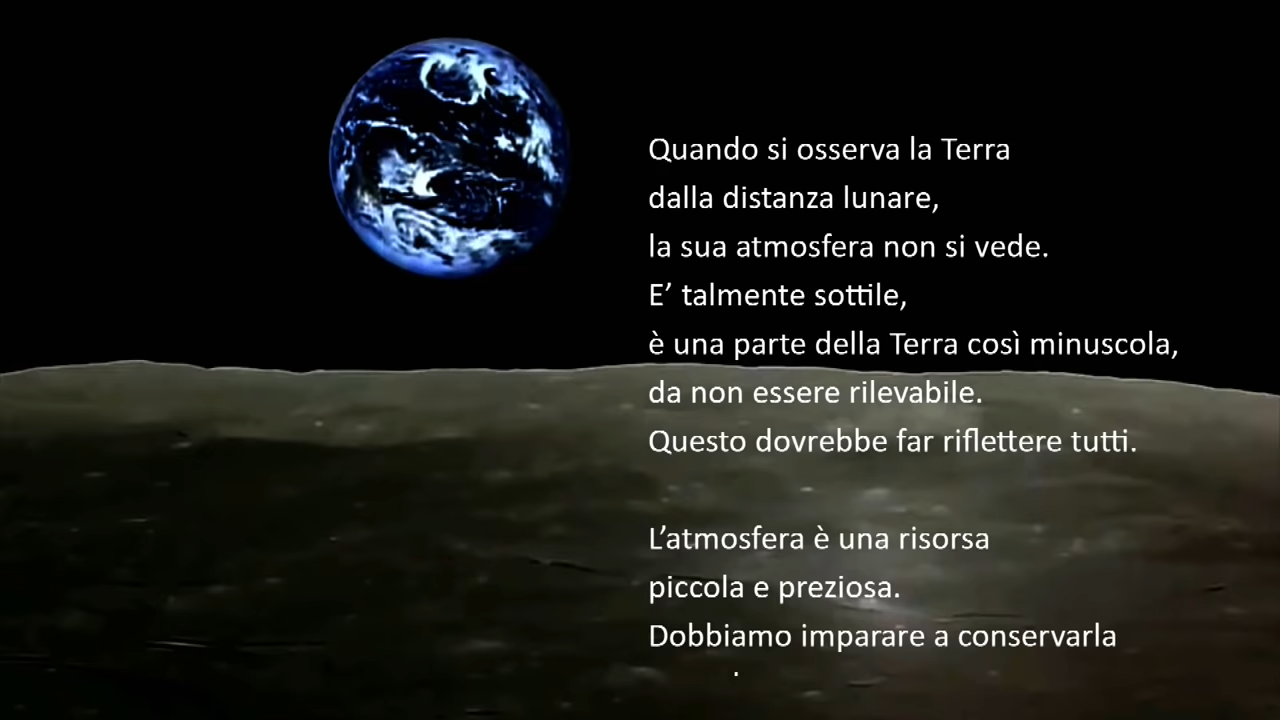 Quando si osserva la Terra
dalla distanza lunare,
la sua atmosfera non si vede.
E’ talmente sottile,
è una parte della Terra così minuscola,
da non essere rilevabile.
Questo dovrebbe far riflettere tutti.
L’atmosfera è una risorsa
piccola e preziosa.
Dobbiamo imparare a conservarla
.